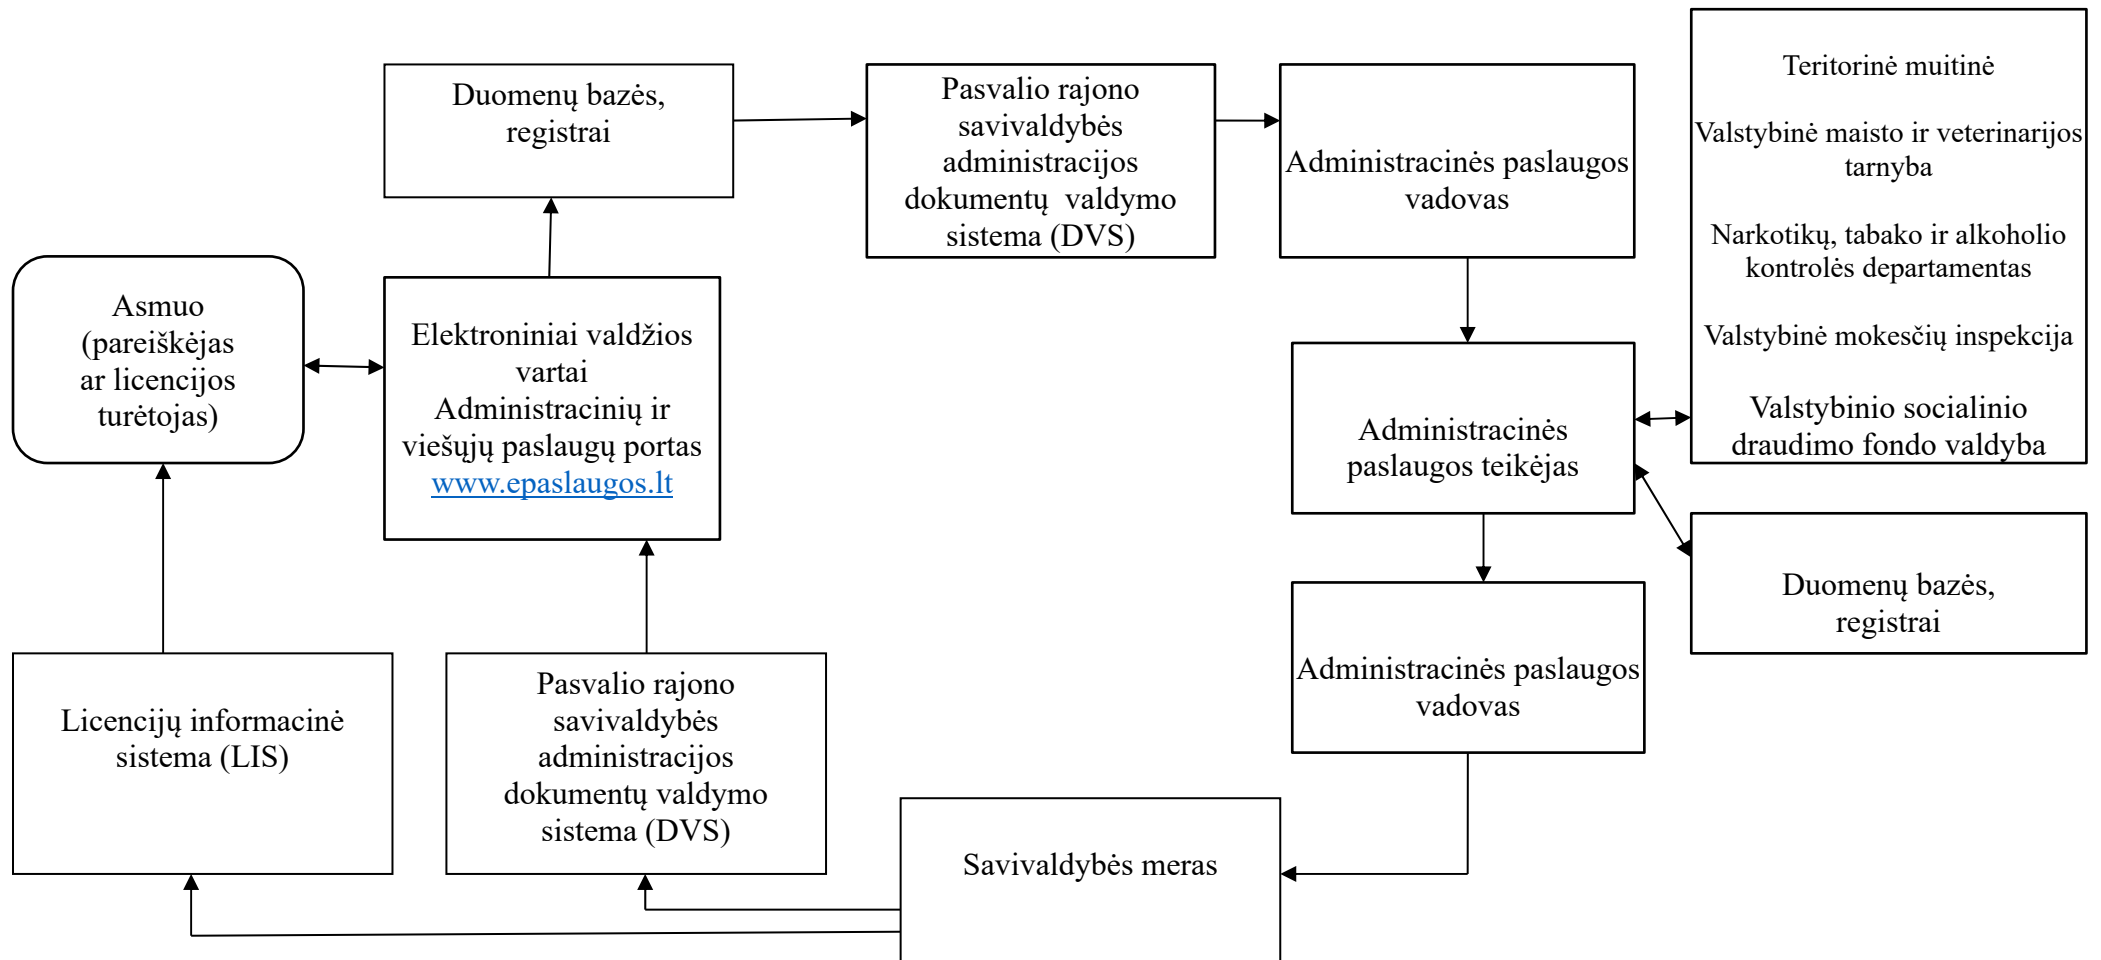 Duomenų bazės,
registrai
Pasvalio rajono
savivaldybės
administracijos
dokumentų valdymo
sistema (DVS)
Administracinės paslaugos
vadovas
Teritorinė muitinė
Valstybinė maisto ir veterinarijos
tarnyba
Narkotikų, tabako ir alkoholio
kontrolės departamentas
Valstybinė mokesčių inspekcija
Valstybinio socialinio
draudimo fondo valdyba
Asmuo
(pareiškėjas
ar licencijos
turėtojas)
Elektroniniai valdžios
vartai
Administracinių ir
viešųjų paslaugų portas
www.epaslaugos.lt
Administracinės
paslaugos teikėjas
Duomenų bazės,
registrai
Administracinės paslaugos
vadovas
Licencijų informacinė
sistema (LIS)
Pasvalio rajono
savivaldybės
administracijos
dokumentų valdymo
sistema (DVS)
Savivaldybės meras